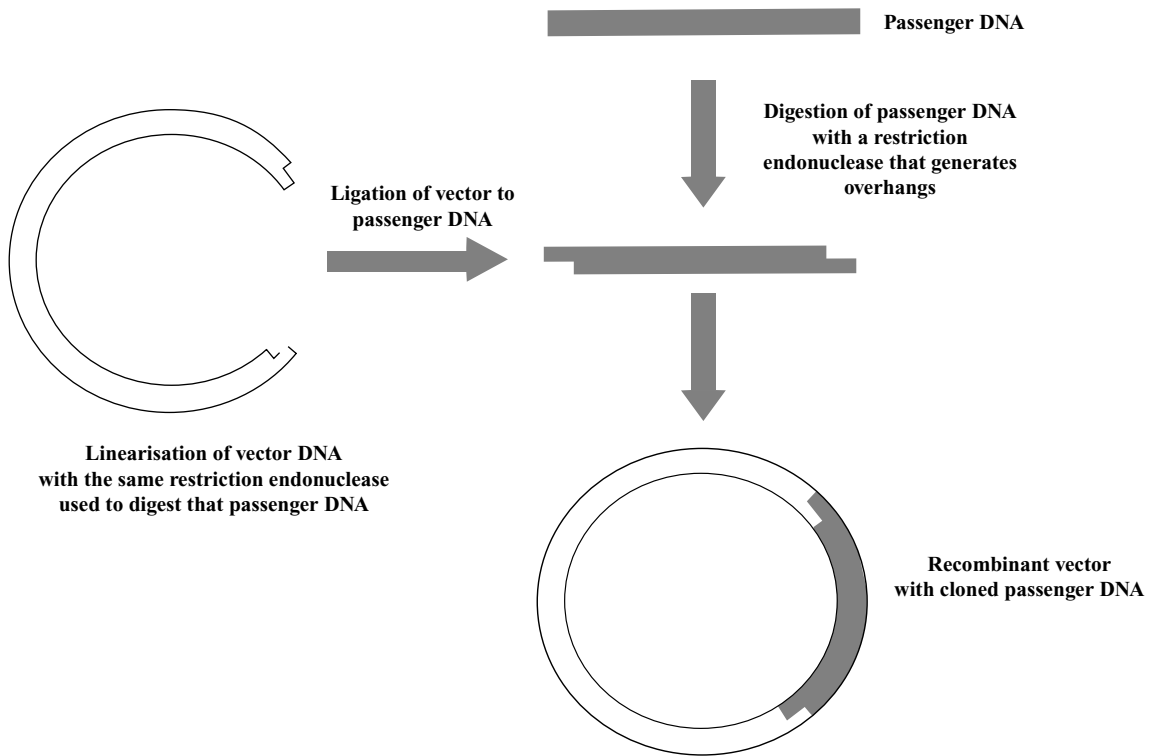 Passenger DNA
Digestion of passenger DNA
with a restriction
endonuclease that generates
overhangs
Ligation of vector to
passenger DNA
Linearisation of vector DNA
with the same restriction endonuclease
used to digest that passenger DNA
Recombinant vector
with cloned passenger DNA